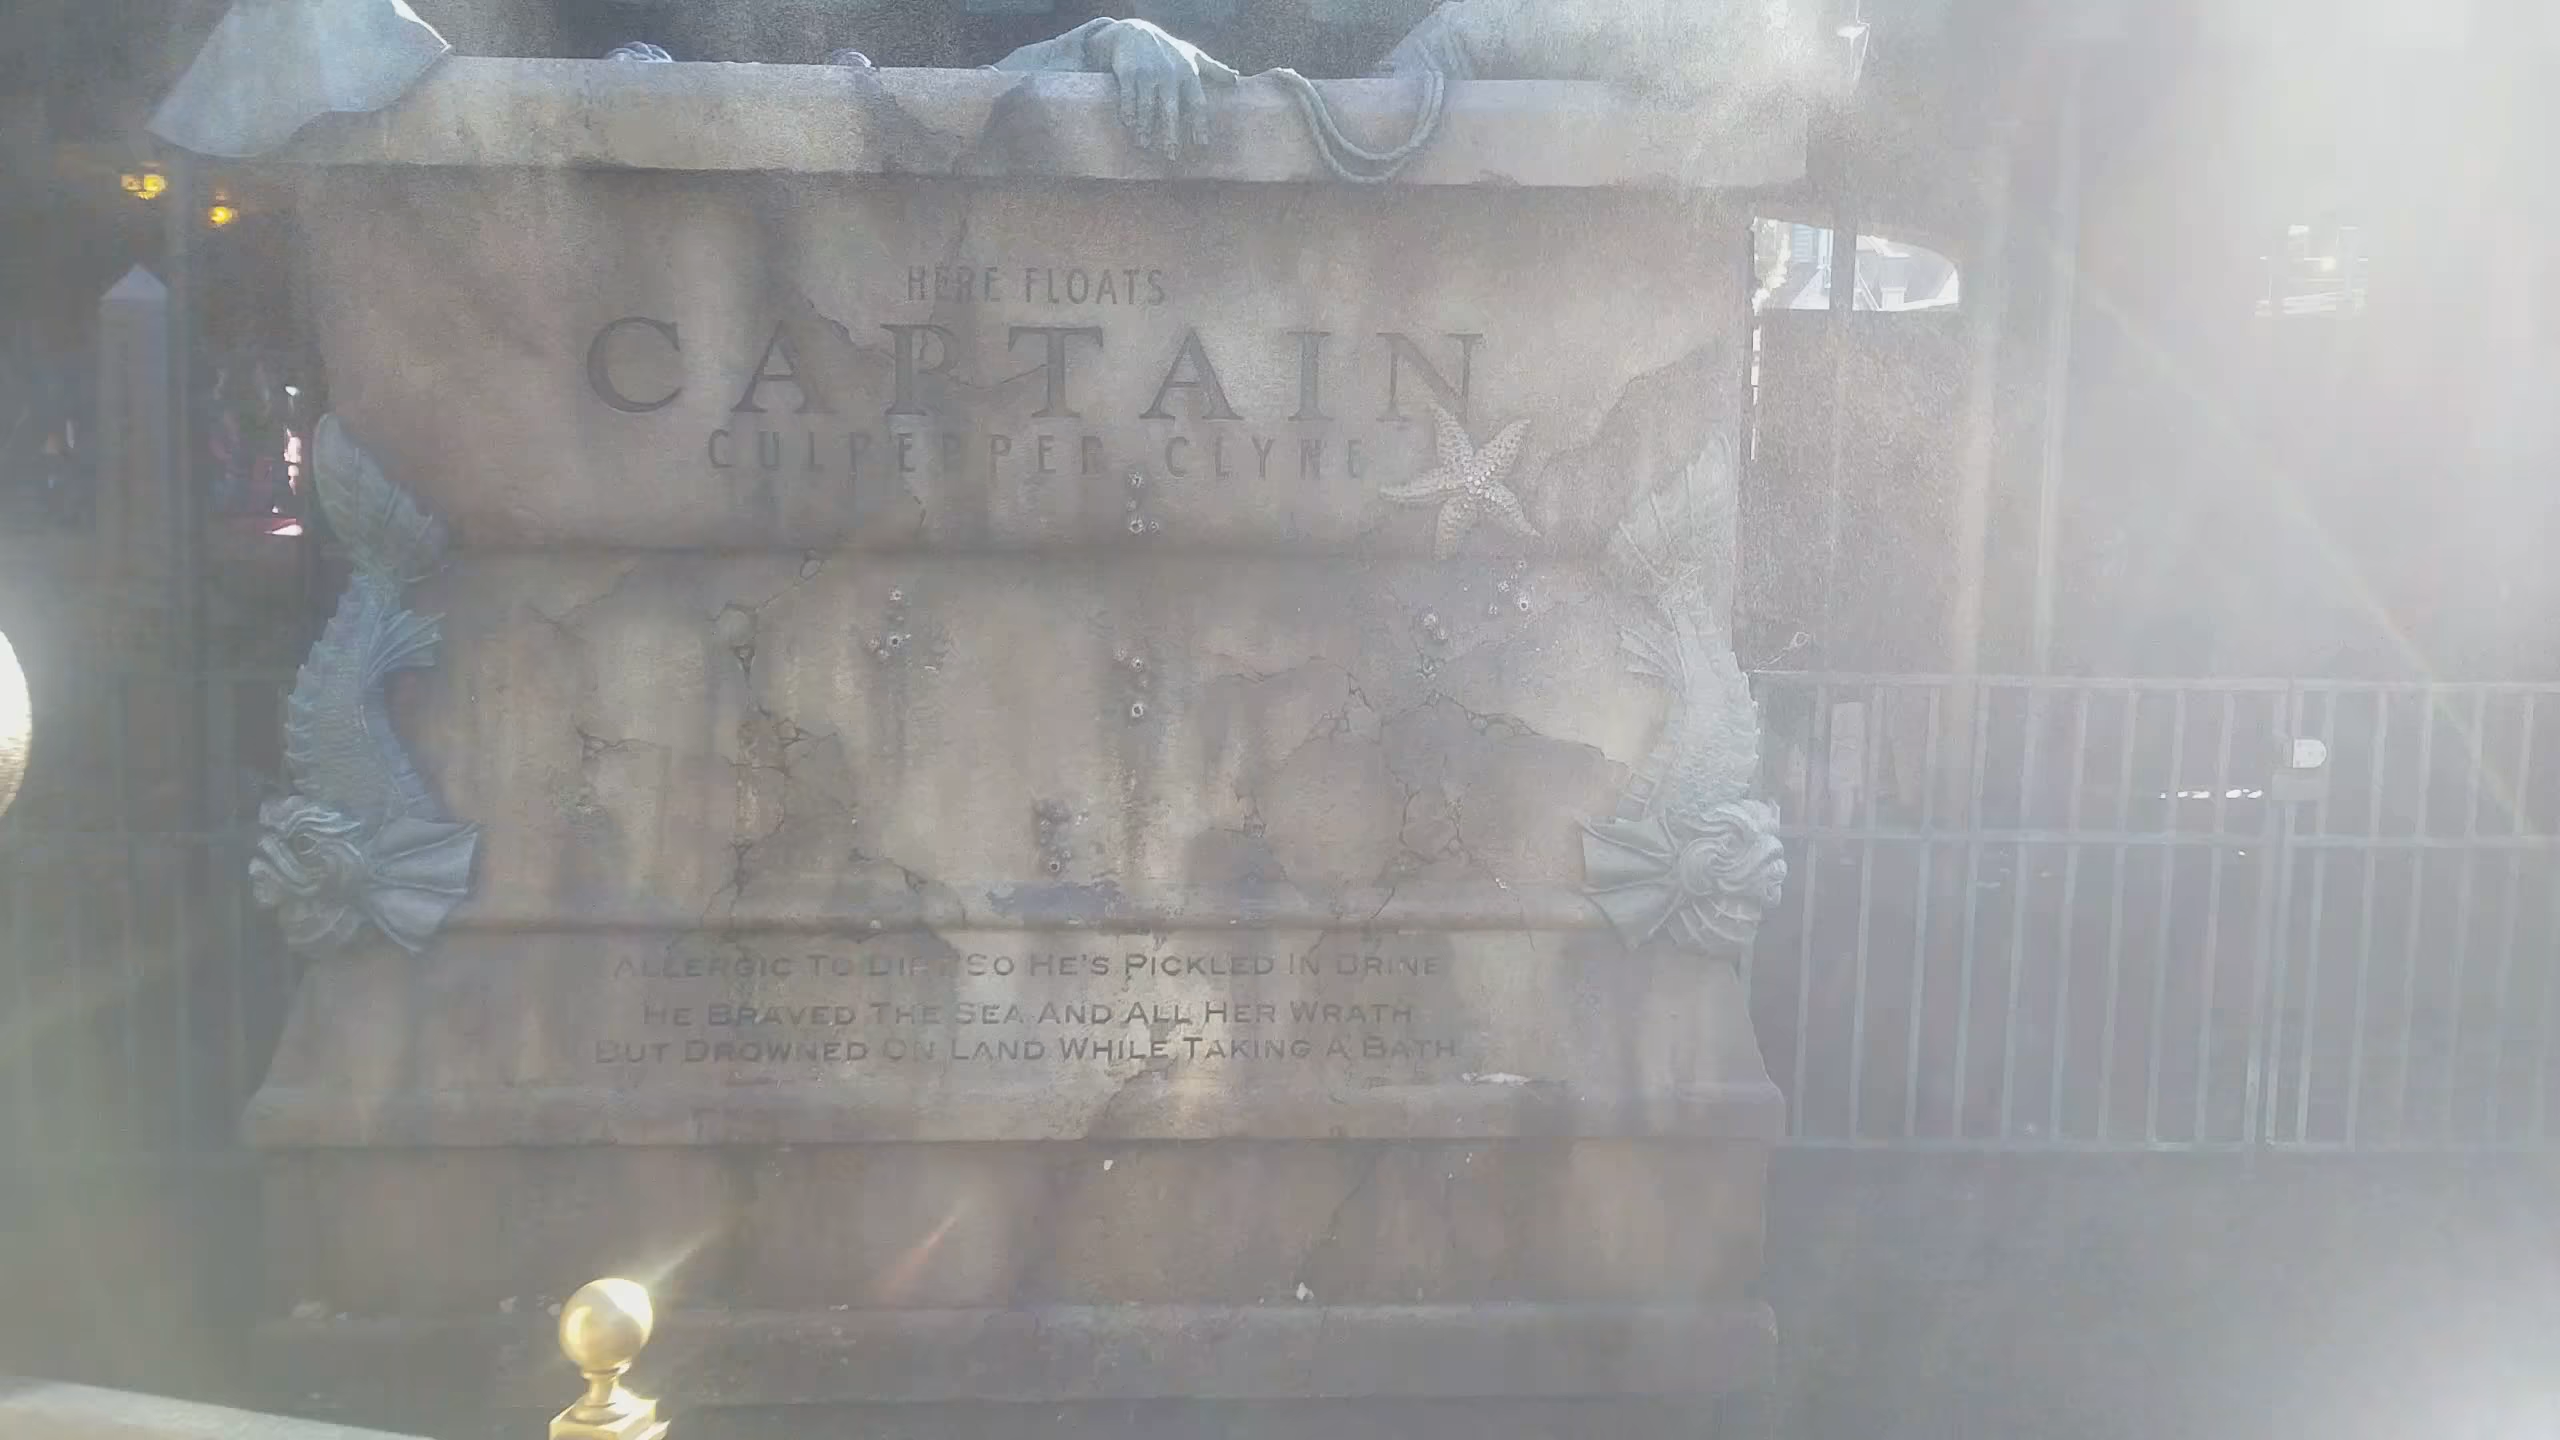 HERE FLOATS
CAPTAIN
CULPEPPER CLYNE
ALLERGIC TO DIRT SO HE'S PICKLED IN BRINE
HE BRAVED THE SEA AND ALL HER WRATH
BUT DROWNED ON LAND WHILE TAKING A BATH